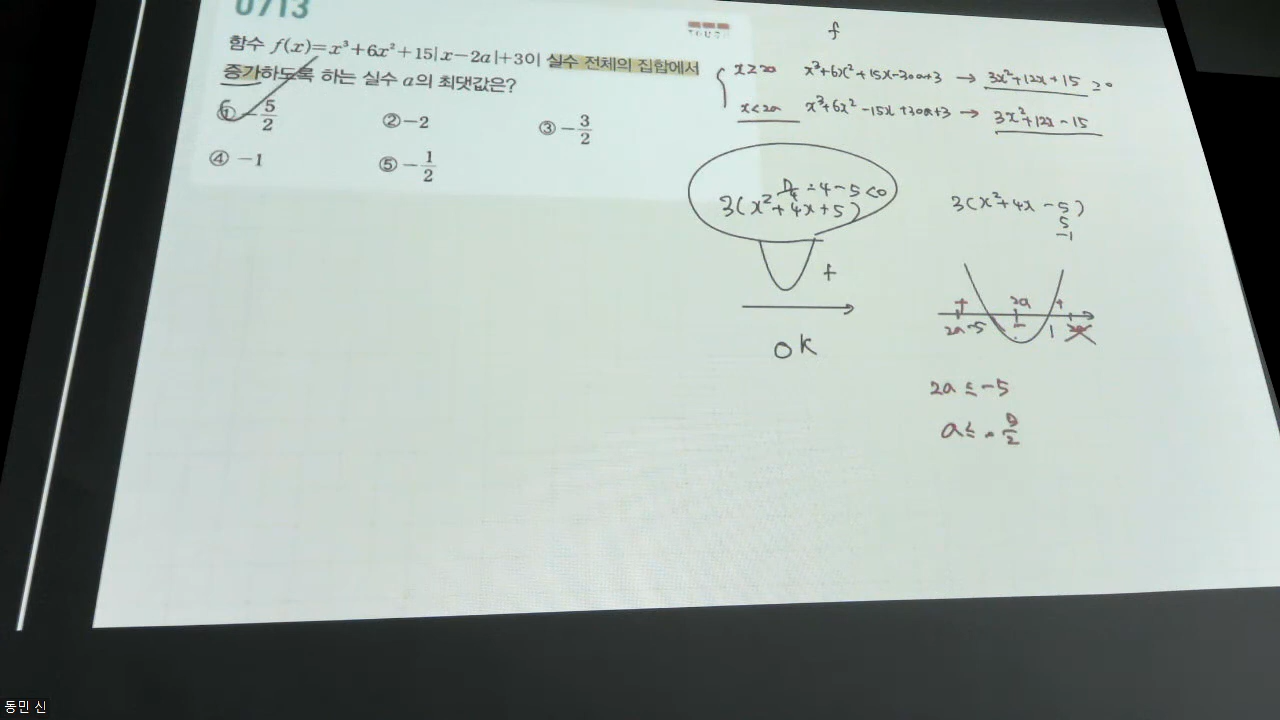 0713
함수 f(x)=x³+6x²+15|x-2a|+3이 실수 전체의 집합에서
증가하도록 하는 실수 a의 최댓값은?
① -5/2 ② -2 ③ -3/2
④ -1 ⑤ -1/2
f
x³+6x²+15x-30a+3 → 3x²+12x+15 ≥0
x<2a x³+6x²-15x+30a+3 → 3x²+12x-15
D/4=4-5<0
3(x²+4x+5)
3(x²+4x-5)
5
-1
+
OK
+ 2a +
2a -5 - 1
2a ≤ -5
a ≤ -5/2
동민 신